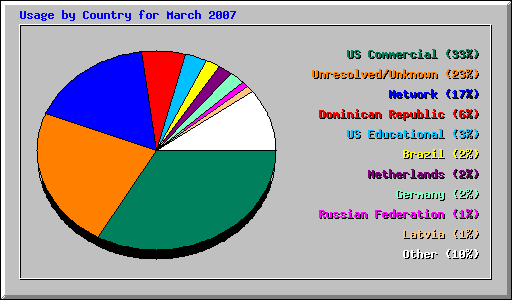 Usage by Country for March 2007
US Commercial (33%)
Unresolved/Unknown (23%)
Network (17%)
Dominican Republic (6%)
US Educational (3%)
Brazil (2%)
Netherlands (2%)
Germany (2%)
Russian Federation (1%)
Latvia (1%)
Other (10%)